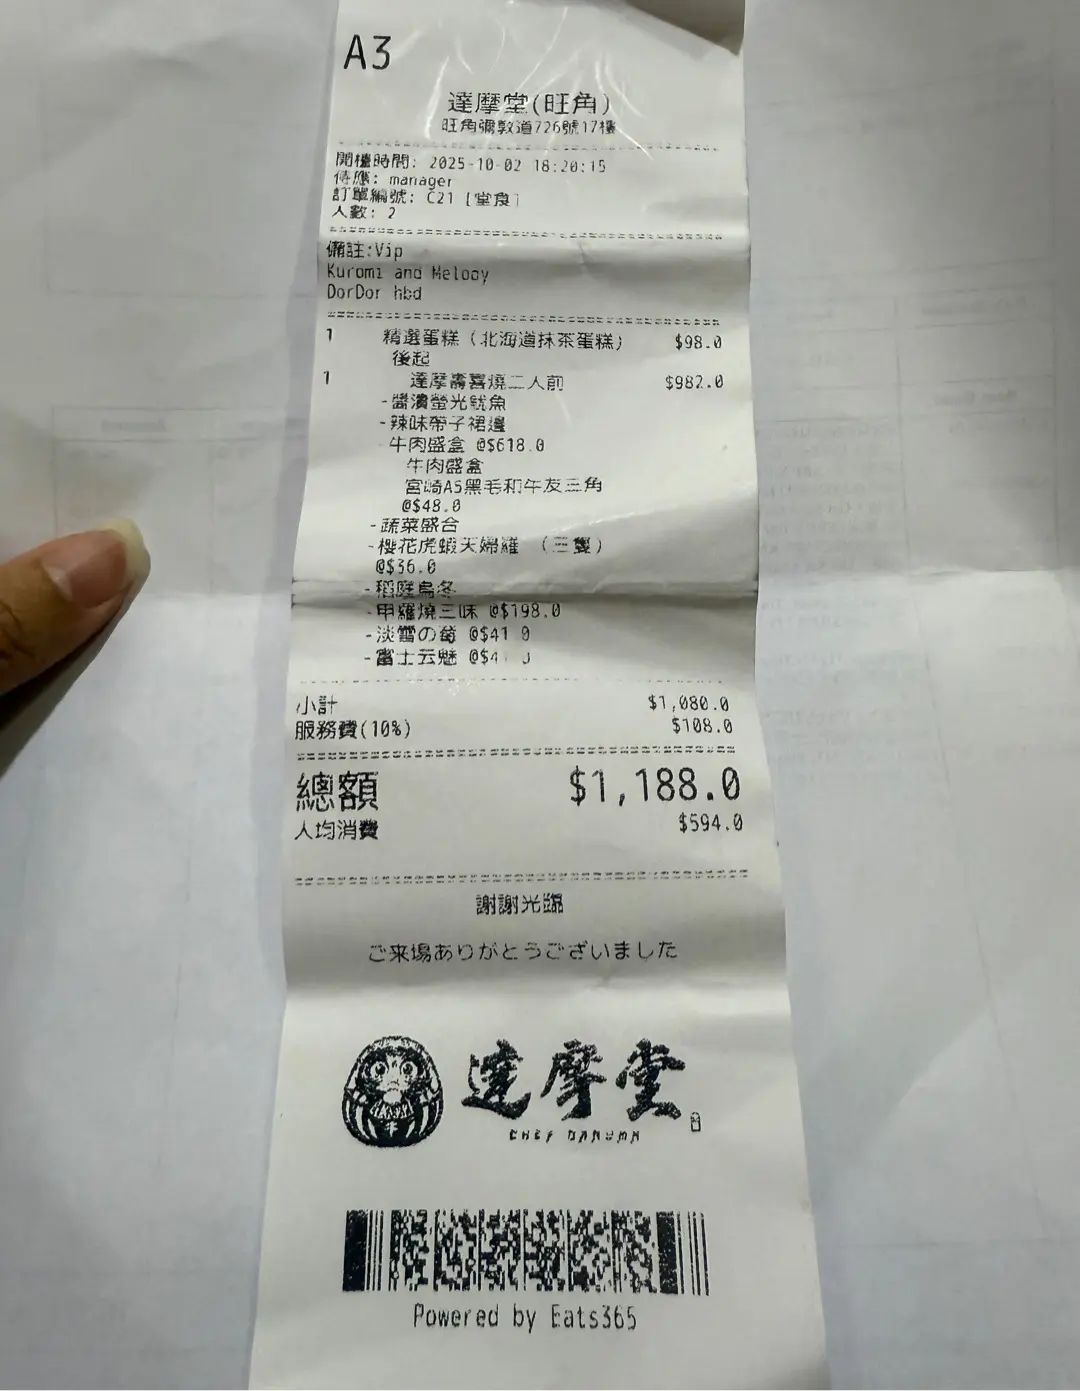 A3
達摩堂(旺角)
旺角彌敦道726號17樓
開檯時間: 2025-10-02 18:20:15
侍應: manager
訂單編號: C21 [堂食]
人數: 2
備註:Vip
Kuromi and Melody
DorDor hbd
1 精選蛋糕 (北海道抹茶蛋糕) $98.0
後起
1 達摩壽喜燒二人前 $982.0
-醬漬螢光魷魚
-辣味帶子裙邊
-牛肉盛盒 @$618.0
牛肉盛盒
宮崎A5黑毛和牛友三角
@$48.0
-蔬菜盛合
-櫻花虎蝦天婦羅 (三隻)
@$36.0
-稻庭烏冬
-甲羅燒三味 @$198.0
-淡雪の莓 @$41.0
-富士云魅
小計 $1,080.0
服務費(10%) $108.0
總額 $1,188.0
人均消費 $594.0
謝謝光臨
ご来場ありがとうございました
達摩堂
CHEF DARUMA
Powered by Eats365